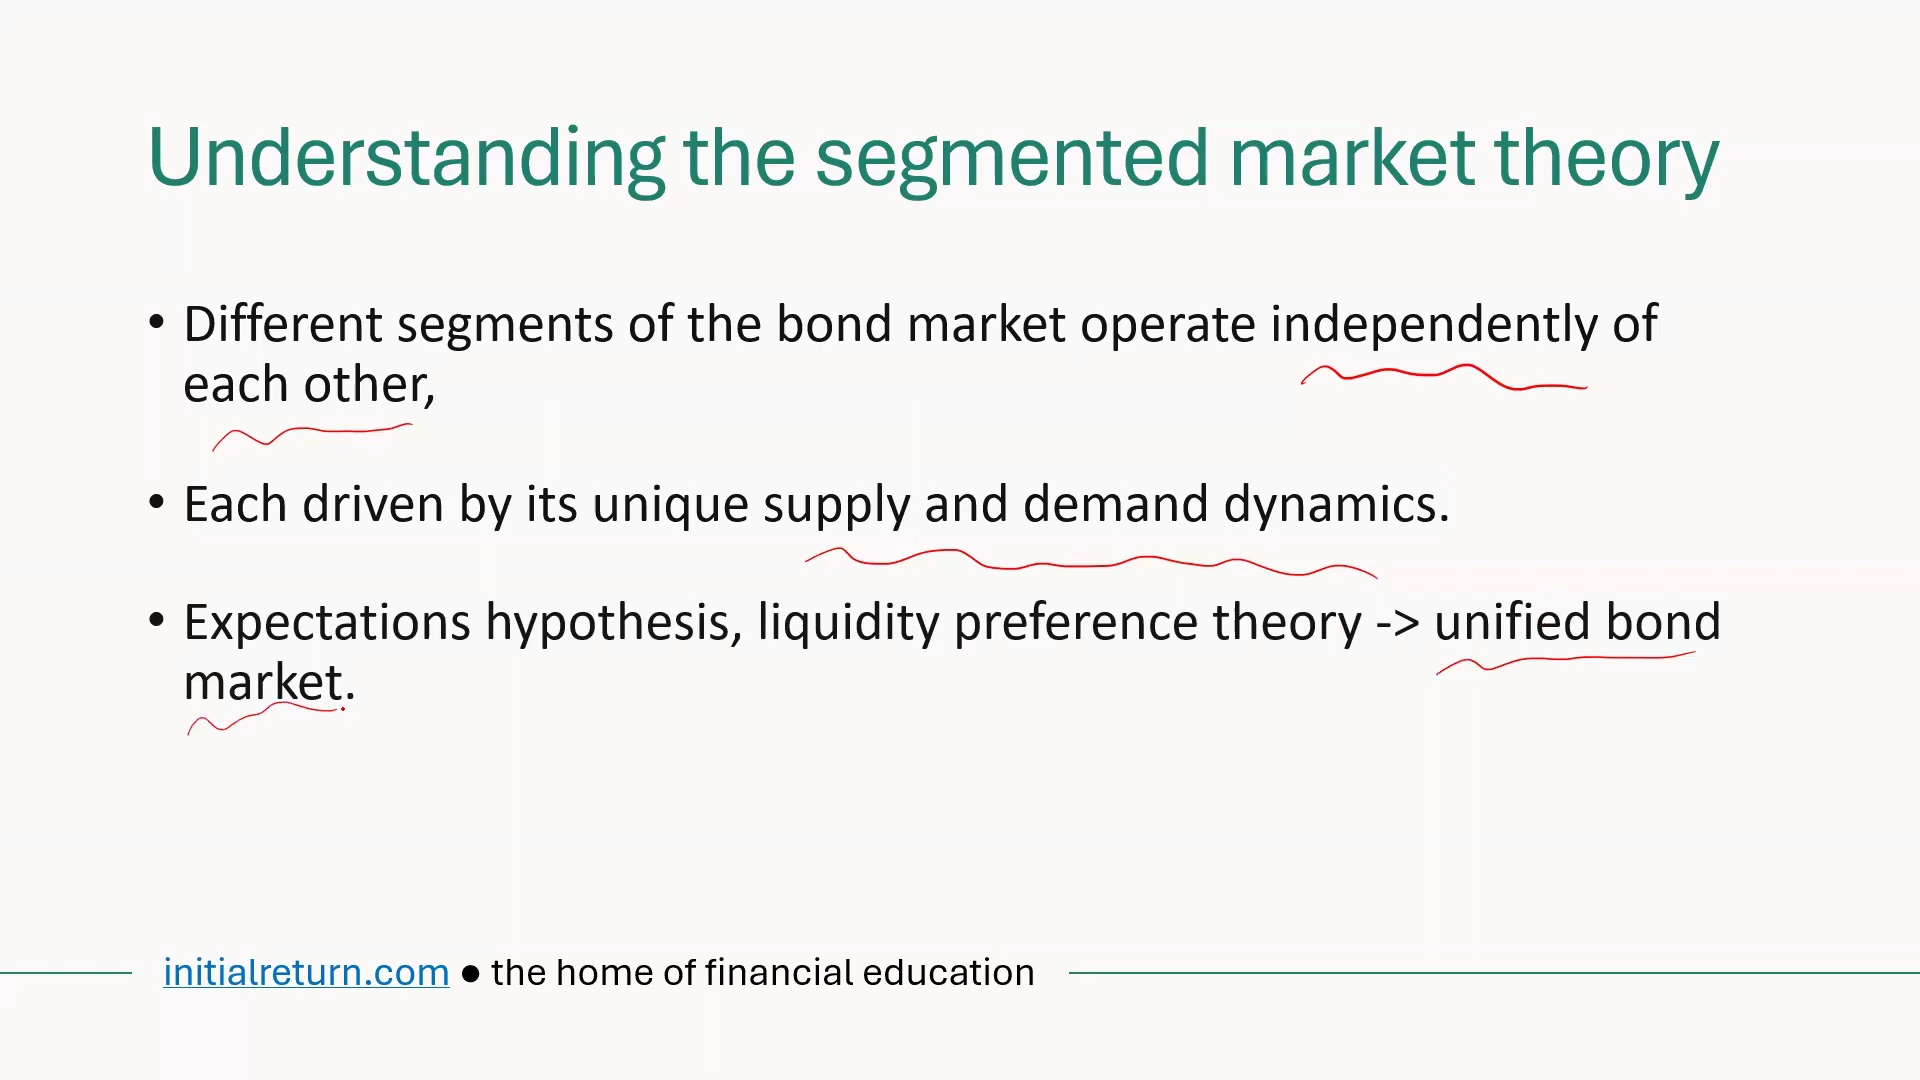 Understanding the segmented market theory
• Different segments of the bond market operate independently of
each other,
• Each driven by its unique supply and demand dynamics.
• Expectations hypothesis, liquidity preference theory -> unified bond
market.
initialreturn.com ● the home of financial education